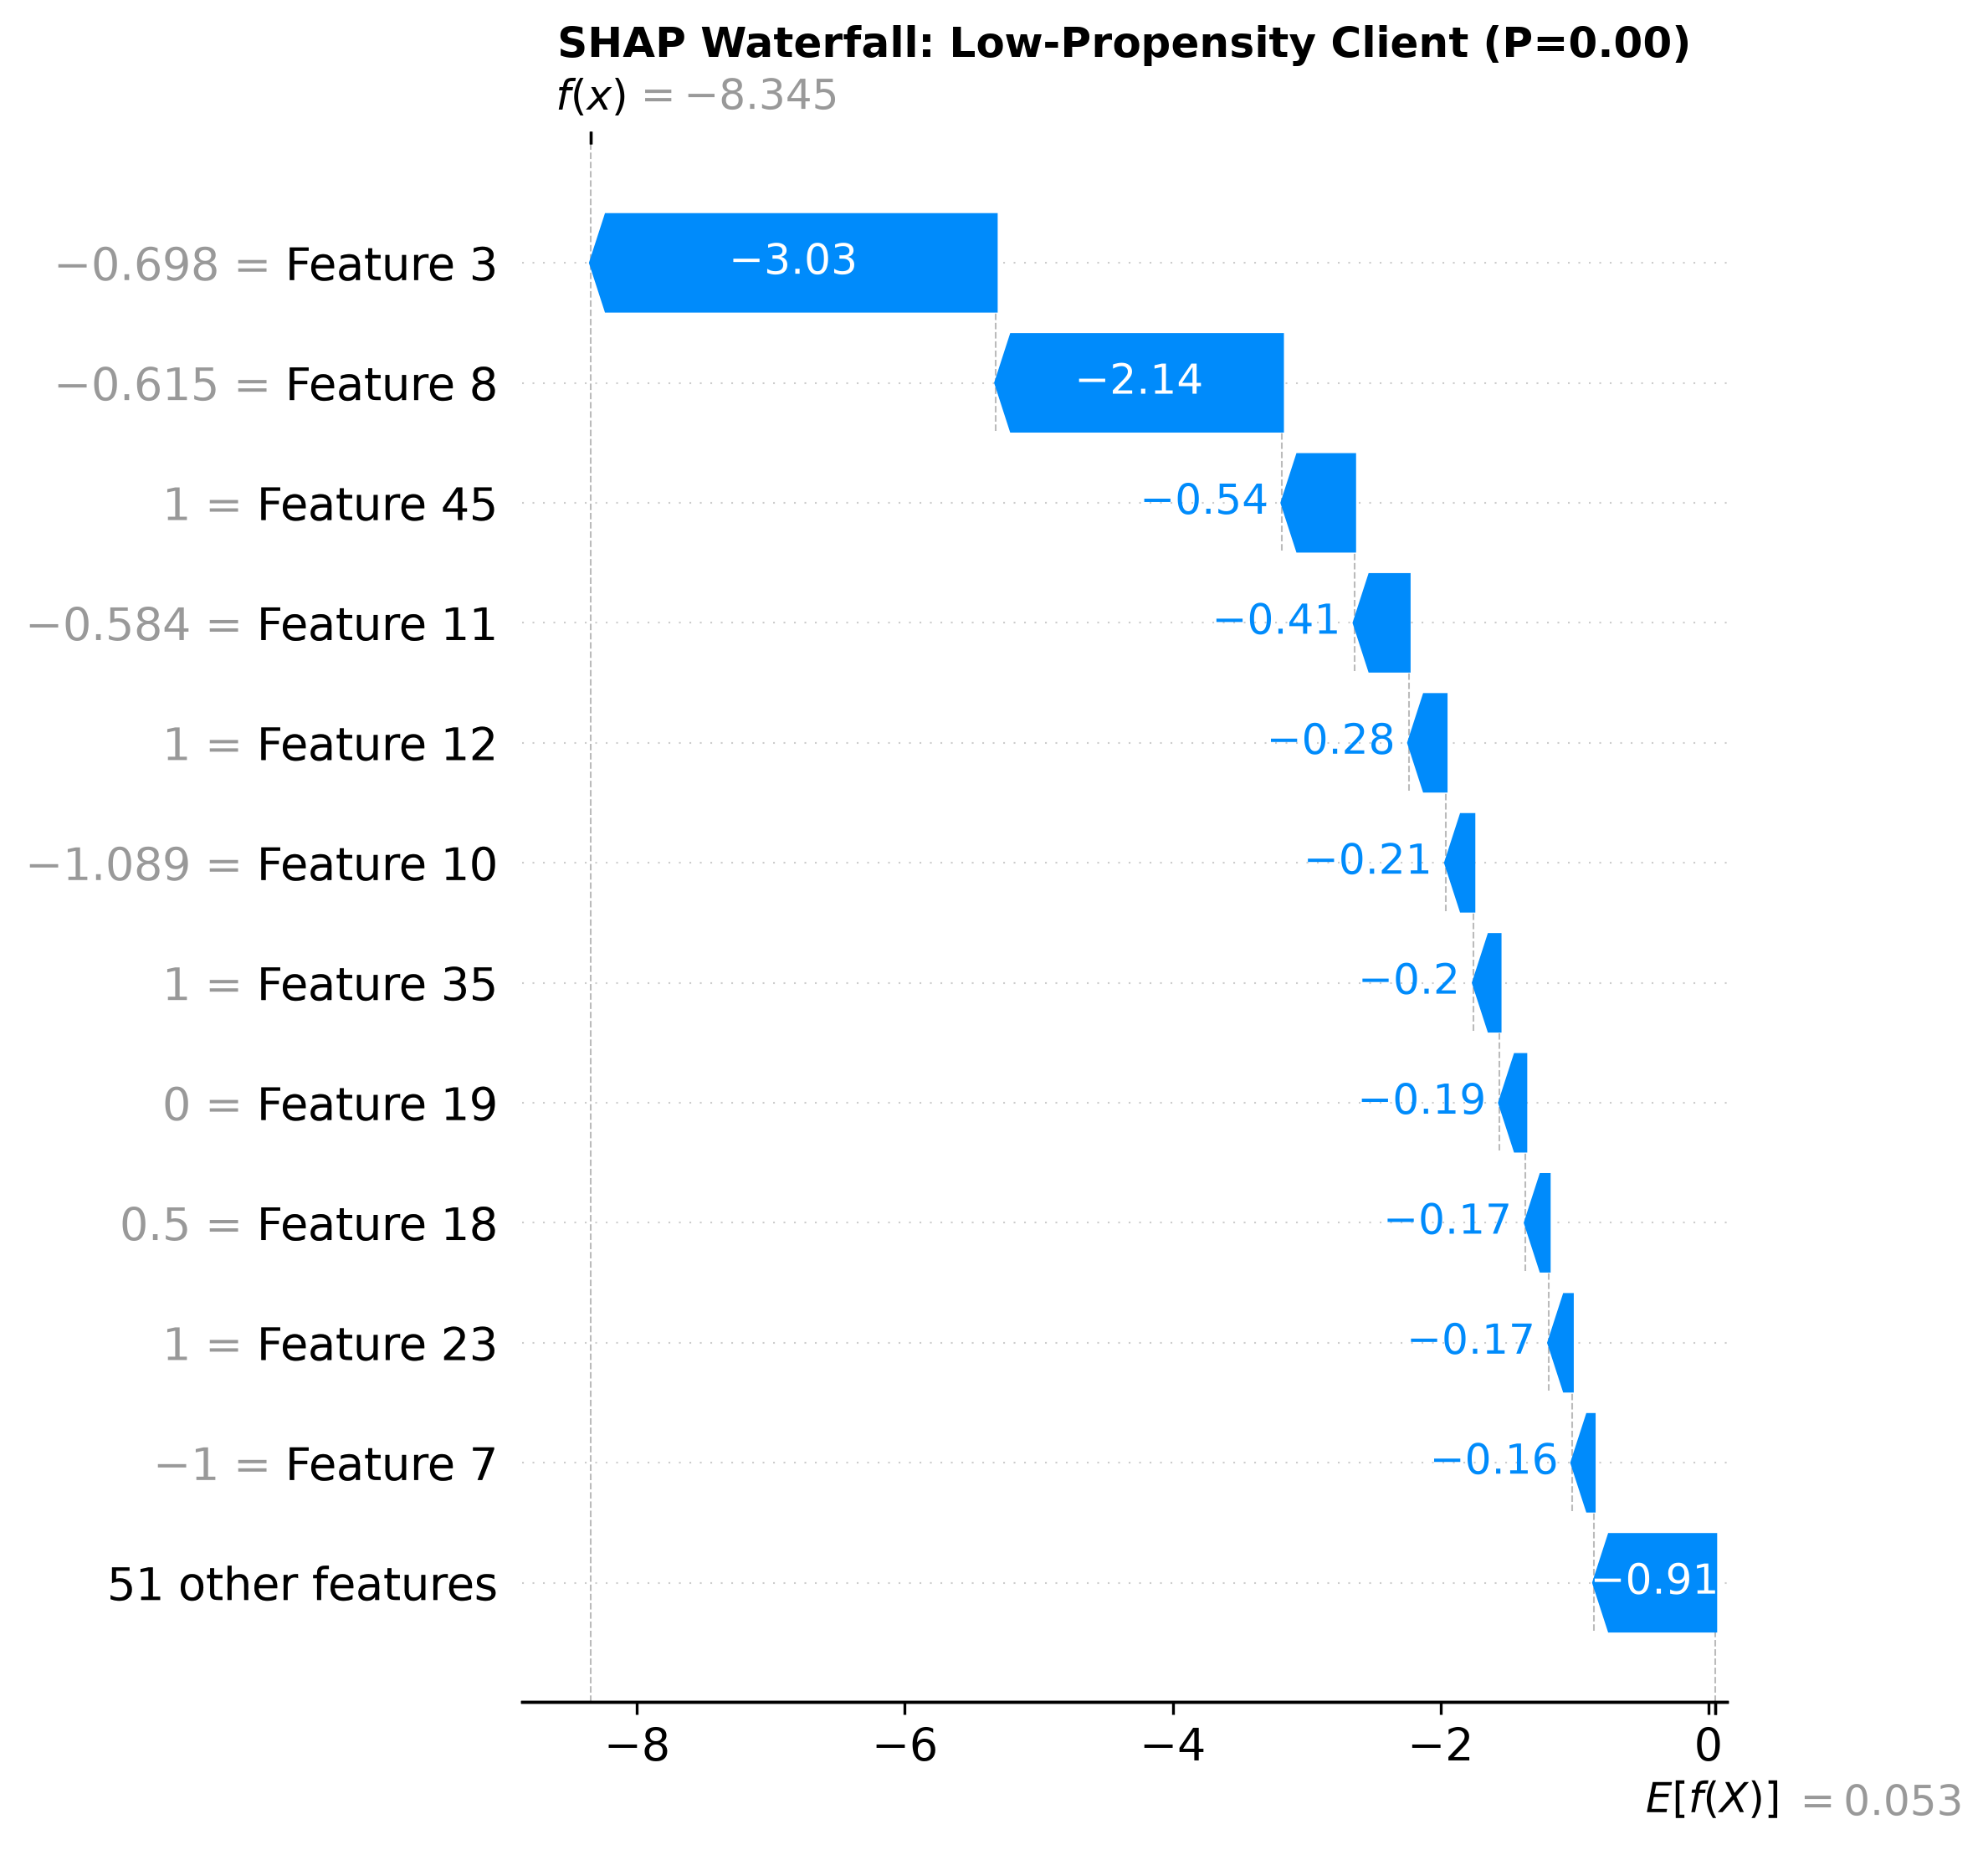 SHAP Waterfall: Low-Propensity Client (P=0.00)
f(x) = −8.345
−0.698 = Feature 3
−3.03
−0.615 = Feature 8
−2.14
1 = Feature 45
−0.54
−0.584 = Feature 11
−0.41
1 = Feature 12
−0.28
−1.089 = Feature 10
−0.21
1 = Feature 35
−0.2
0 = Feature 19
−0.19
0.5 = Feature 18
−0.17
1 = Feature 23
−0.17
−1 = Feature 7
−0.16
51 other features
−0.91
−8 −6 −4 −2 0
E[f(X)] = 0.053